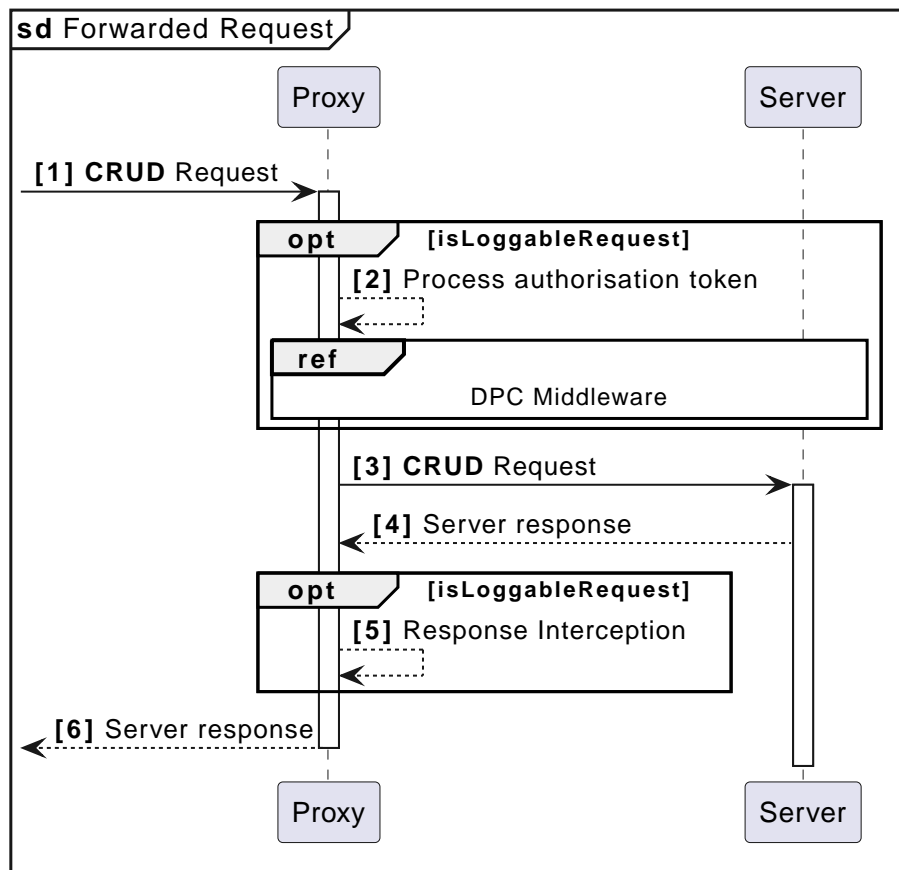 sd Forwarded Request
Proxy
Server
[1] CRUD Request
opt
[isLoggableRequest]
[2] Process authorisation token
ref
DPC Middleware
[3] CRUD Request
[4] Server response
opt
[isLoggableRequest]
[5] Response Interception
[6] Server response
Proxy
Server